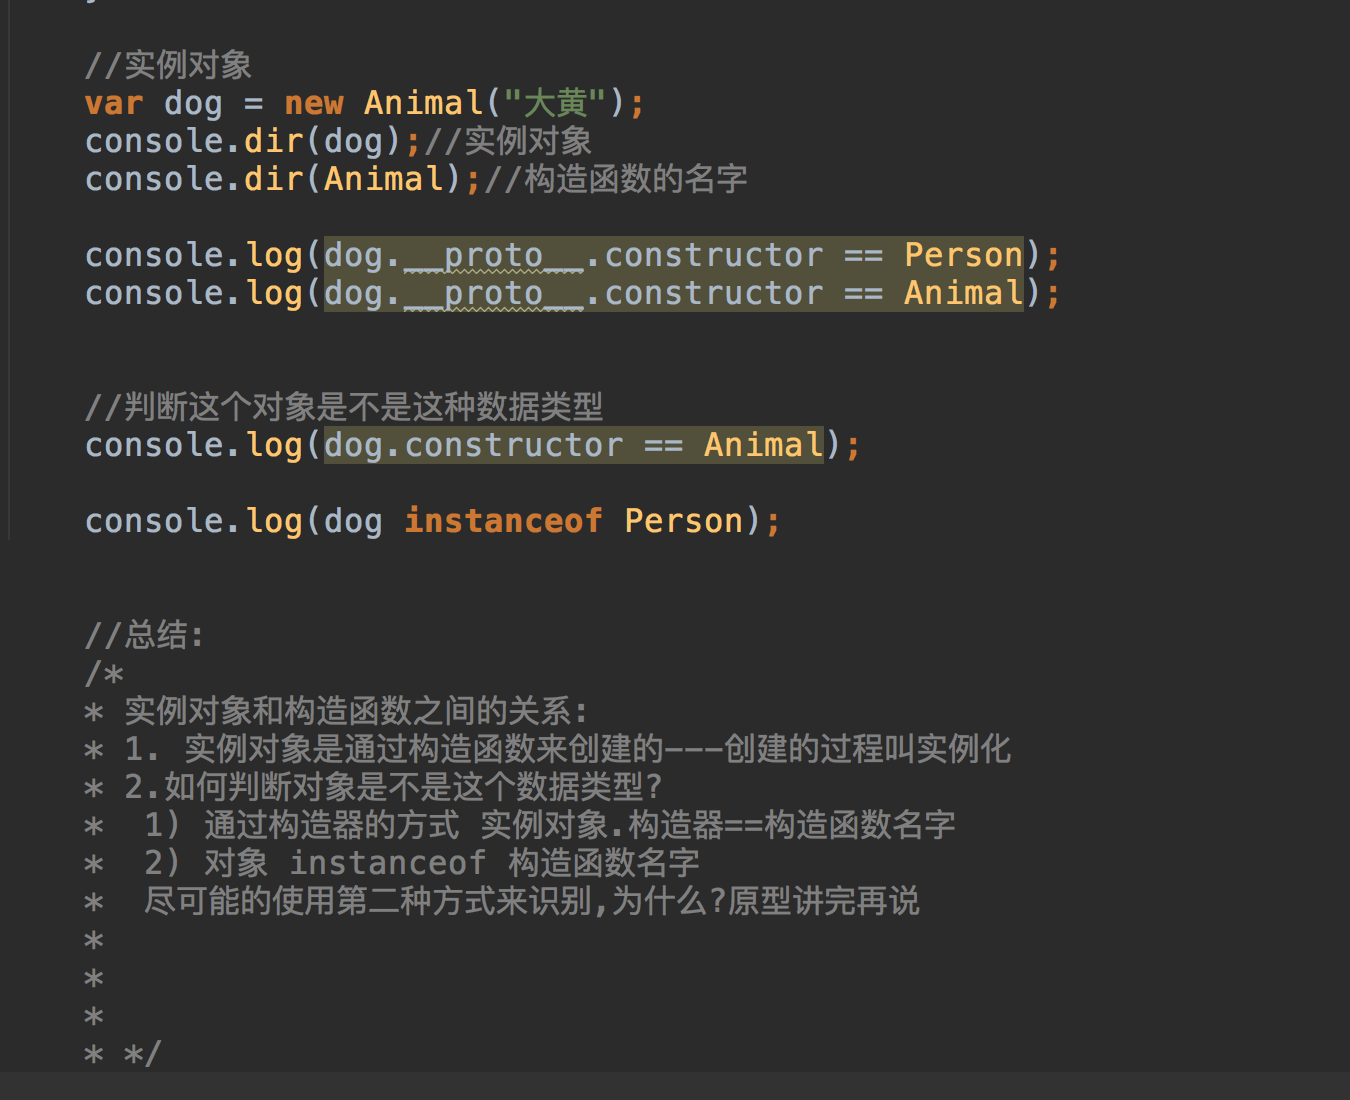 //实例对象
var dog = new Animal("大黄");
console.dir(dog);//实例对象
console.dir(Animal);//构造函数的名字
console.log(dog.__proto__.constructor == Person);
console.log(dog.__proto__.constructor == Animal);
//判断这个对象是不是这种数据类型
console.log(dog.constructor == Animal);
console.log(dog instanceof Person);
//总结:
/*
* 实例对象和构造函数之间的关系:
* 1. 实例对象是通过构造函数来创建的---创建的过程叫实例化
* 2.如何判断对象是不是这个数据类型?
*  1) 通过构造器的方式 实例对象.构造器==构造函数名字
*  2) 对象 instanceof 构造函数名字
*  尽可能的使用第二种方式来识别,为什么?原型讲完再说
*
*
*
* */